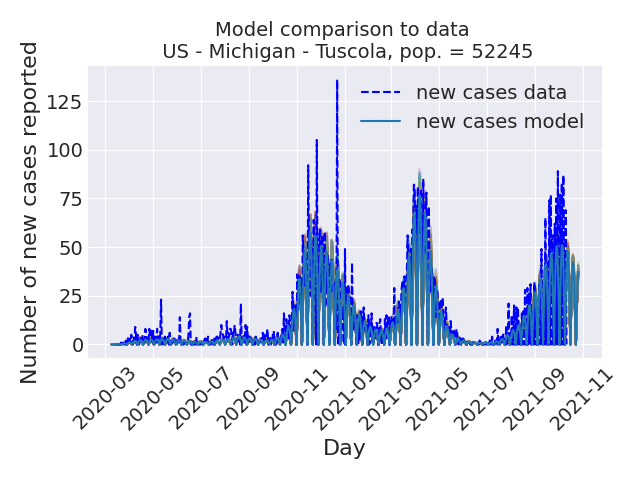 Model comparison to data
US - Michigan - Tuscola, pop. = 52245
Number of new cases reported
125
100
75
50
25
0
new cases data
new cases model
2020-03
2020-05
2020-07
2020-09
2020-11
2021-01
2021-03
2021-05
2021-07
2021-09
2021-11
Day